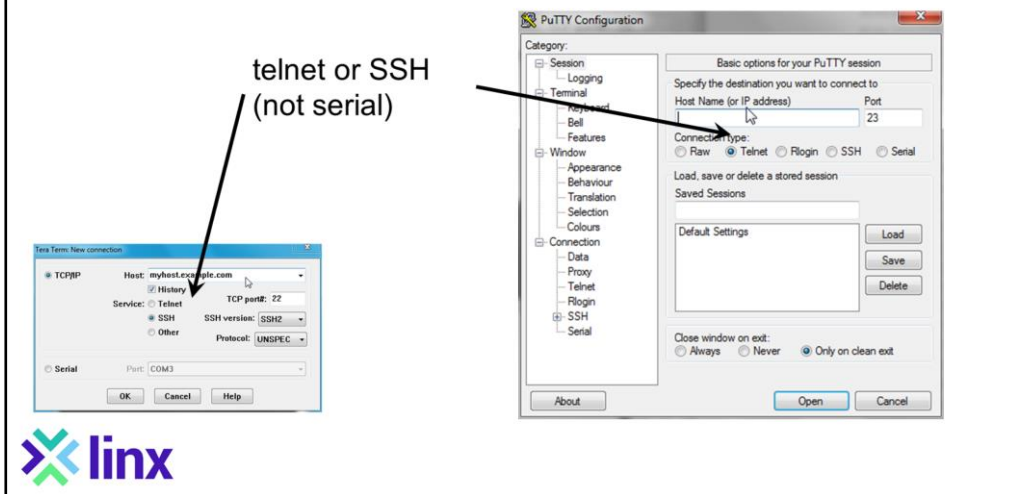 telnet or SSH
(not serial)
Tera Term: New connection
TCP/IP
Host: myhost.example.com
History
Service: Telnet
TCP port#: 22
SSH
SSH version: SSH2
Other
Protocol: UNSPEC
Serial
Port: COM3
OK Cancel Help
PuTTY Configuration
Category:
Session
Logging
Terminal
Keyboard
Bell
Features
Window
Appearance
Behaviour
Translation
Selection
Colours
Connection
Data
Proxy
Telnet
Rlogin
SSH
Serial
Basic options for your PuTTY session
Specify the destination you want to connect to
Host Name (or IP address) Port
23
Connection type:
Raw Telnet Rlogin SSH Serial
Load, save or delete a stored session
Saved Sessions
Default Settings
Load
Save
Delete
Close window on exit:
Always Never Only on clean exit
About Open Cancel
linx